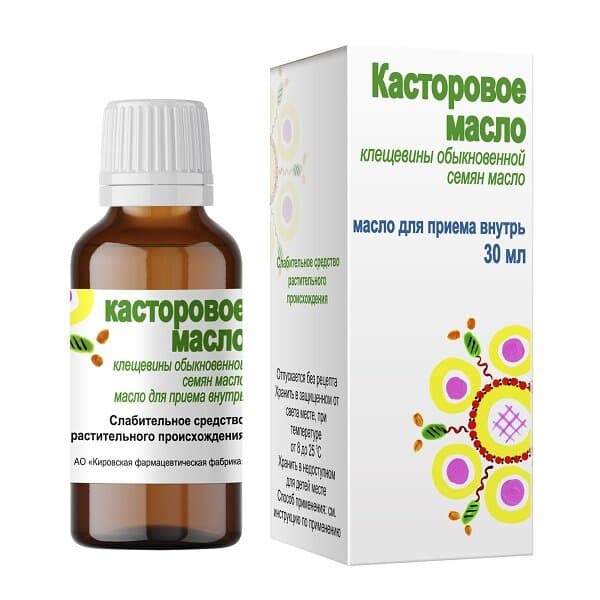 касторовое
масло
клещевины обыкновенной
семян масло
масло для приема внутрь
Слабительное средство
растительного происхождения
АО «Кировская фармацевтическая фабрика
Касторовое
масло
клещевины обыкновенной
семян масло
масло для приема внутрь
30 мл
Слабительное средство
растительного
происхождения
Отпускается без рецепта
Хранить в защищенном от
света месте, при
температуре
от 8 до 25 °С
Хранить в недоступном
для детей месте
Способ применения: см.
инструкцию по применению